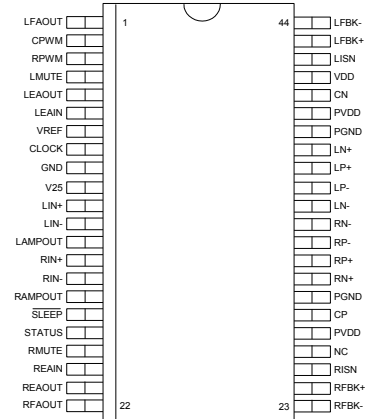 LFAOUT 1 44 LFBK-
CPWM LFBK+
RPWM LISN
LMUTE VDD
LEAOUT CN
LEAIN PVDD
VREF PGND
CLOCK LN+
GND LP+
V25 LP-
LIN+ LN-
LIN- RN-
LAMPOUT RP-
RIN+ RP+
RIN- RN+
RAMPOUT PGND
SLEEP CP
STATUS PVDD
RMUTE NC
REAIN RISN
REAOUT RFBK+
RFAOUT 22 23 RFBK-